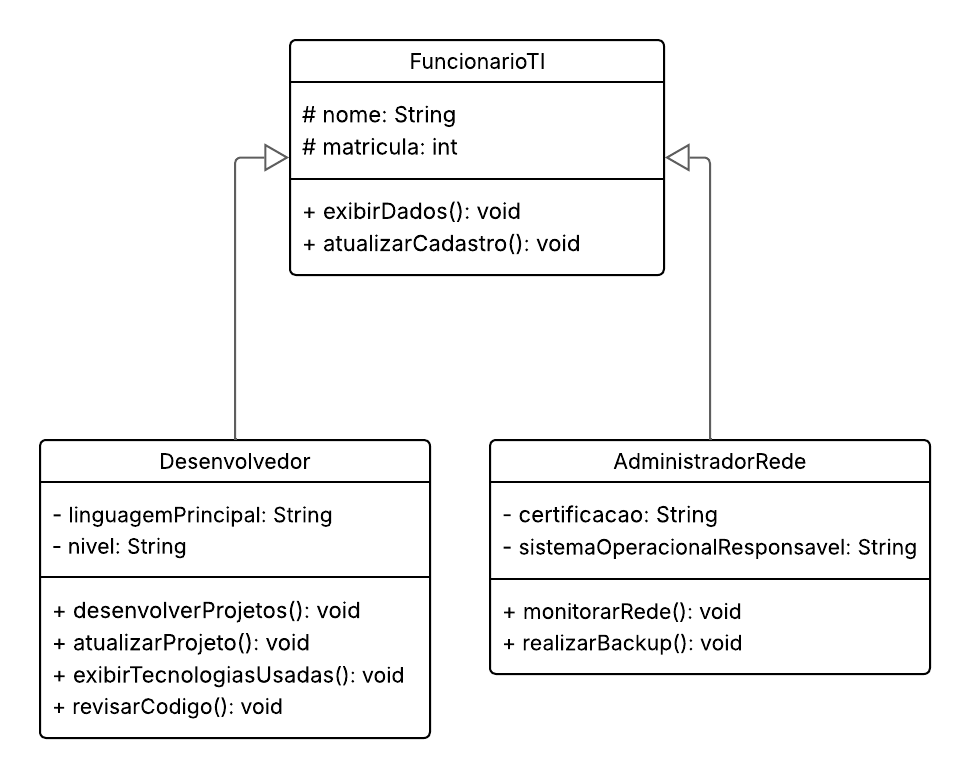 FuncionarioTI
# nome: String
# matricula: int
+ exibirDados(): void
+ atualizarCadastro(): void
Desenvolvedor
- linguagemPrincipal: String
- nivel: String
+ desenvolverProjetos(): void
+ atualizarProjeto(): void
+ exibirTecnologiasUsadas(): void
+ revisarCodigo(): void
AdministradorRede
- certificacao: String
- sistemaOperacionalResponsavel: String
+ monitorarRede(): void
+ realizarBackup(): void